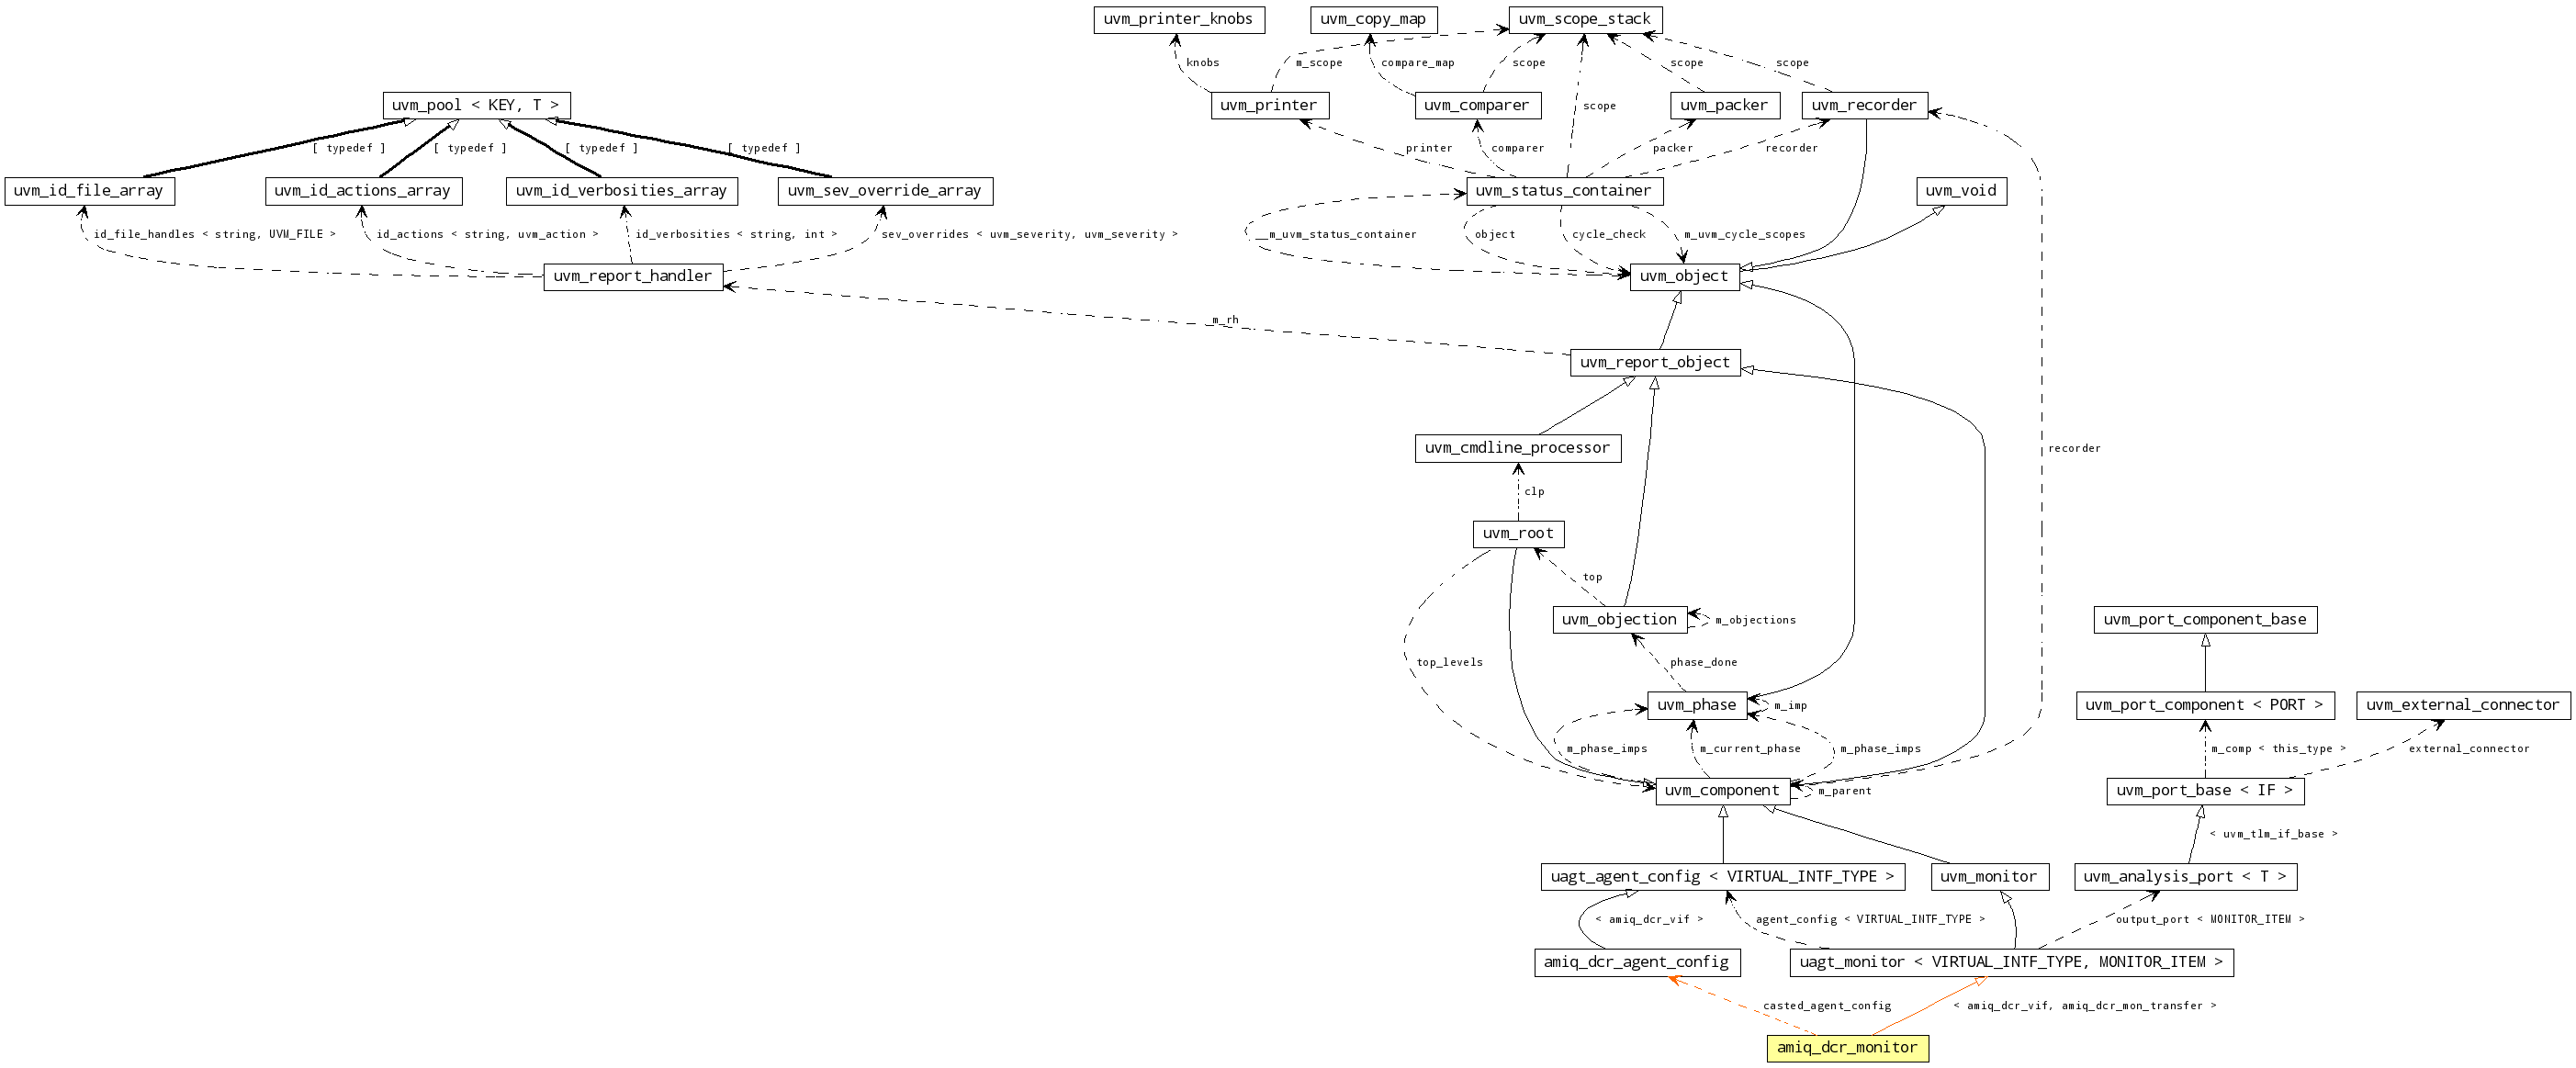 uvm_printer_knobs
uvm_copy_map
uvm_scope_stack
knobs
m_scope
compare_map
scope
scope
scope
uvm_pool < KEY, T >
uvm_printer
uvm_comparer
scope
uvm_packer
uvm_recorder
[ typedef ]
[ typedef ]
[ typedef ]
[ typedef ]
printer
comparer
packer
recorder
uvm_id_file_array
uvm_id_actions_array
uvm_id_verbosities_array
uvm_sev_override_array
uvm_status_container
uvm_void
id_file_handles < string, UVM_FILE >
id_actions < string, uvm_action >
id_verbosities < string, int >
sev_overrides < uvm_severity, uvm_severity >
__m_uvm_status_container
object
cycle_check
m_uvm_cycle_scopes
uvm_report_handler
uvm_object
m_rh
uvm_report_object
uvm_cmdline_processor
recorder
clp
uvm_root
top
uvm_objection
m_objections
uvm_port_component_base
top_levels
phase_done
uvm_phase
m_imp
uvm_port_component < PORT >
uvm_external_connector
m_phase_imps
m_current_phase
m_phase_imps
m_comp < this_type >
external_connector
uvm_component
m_parent
uvm_port_base < IF >
< uvm_tlm_if_base >
uagt_agent_config < VIRTUAL_INTF_TYPE >
uvm_monitor
uvm_analysis_port < T >
< amiq_dcr_vif >
agent_config < VIRTUAL_INTF_TYPE >
output_port < MONITOR_ITEM >
amiq_dcr_agent_config
uagt_monitor < VIRTUAL_INTF_TYPE, MONITOR_ITEM >
casted_agent_config
< amiq_dcr_vif, amiq_dcr_mon_transfer >
amiq_dcr_monitor